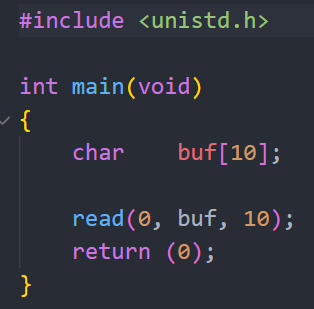 #include <unistd.h>

int main(void)
{
    char    buf[10];

    read(0, buf, 10);
    return (0);
}